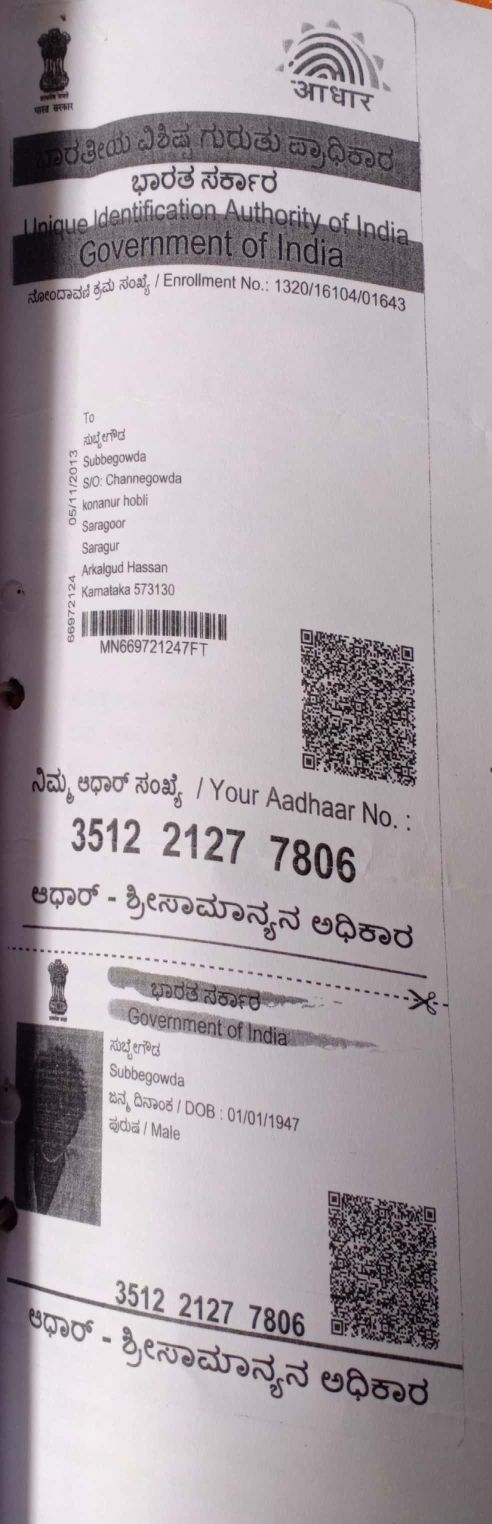 भारत सरकार
आधार
ಭಾರತೀಯ ವಿಶಿಷ್ಟ ಗುರುತು ಪ್ರಾಧಿಕಾರ
ಭಾರತ ಸರ್ಕಾರ
Unique Identification Authority of India
Government of India
ನೋಂದಾವಣಿ ಕ್ರಮ ಸಂಖ್ಯೆ / Enrollment No.: 1320/16104/01643
To
ಸುಬ್ಬೇಗೌಡ
Subbegowda
S/O: Channegowda
konanur hobli
Saragoor
Saragur
Arkalgud Hassan
Karnataka 573130
05/11/2013
66972124
MN669721247FT
ನಿಮ್ಮ ಆಧಾರ್ ಸಂಖ್ಯೆ / Your Aadhaar No. :
3512 2127 7806
ಆಧಾರ್ - ಶ್ರೀಸಾಮಾನ್ಯನ ಅಧಿಕಾರ
ಭಾರತ ಸರ್ಕಾರ
Government of India
ಸುಬ್ಬೇಗೌಡ
Subbegowda
ಜನ್ಮ ದಿನಾಂಕ / DOB : 01/01/1947
ಪುರುಷ / Male
3512 2127 7806
ಆಧಾರ್ - ಶ್ರೀಸಾಮಾನ್ಯನ ಅಧಿಕಾರ